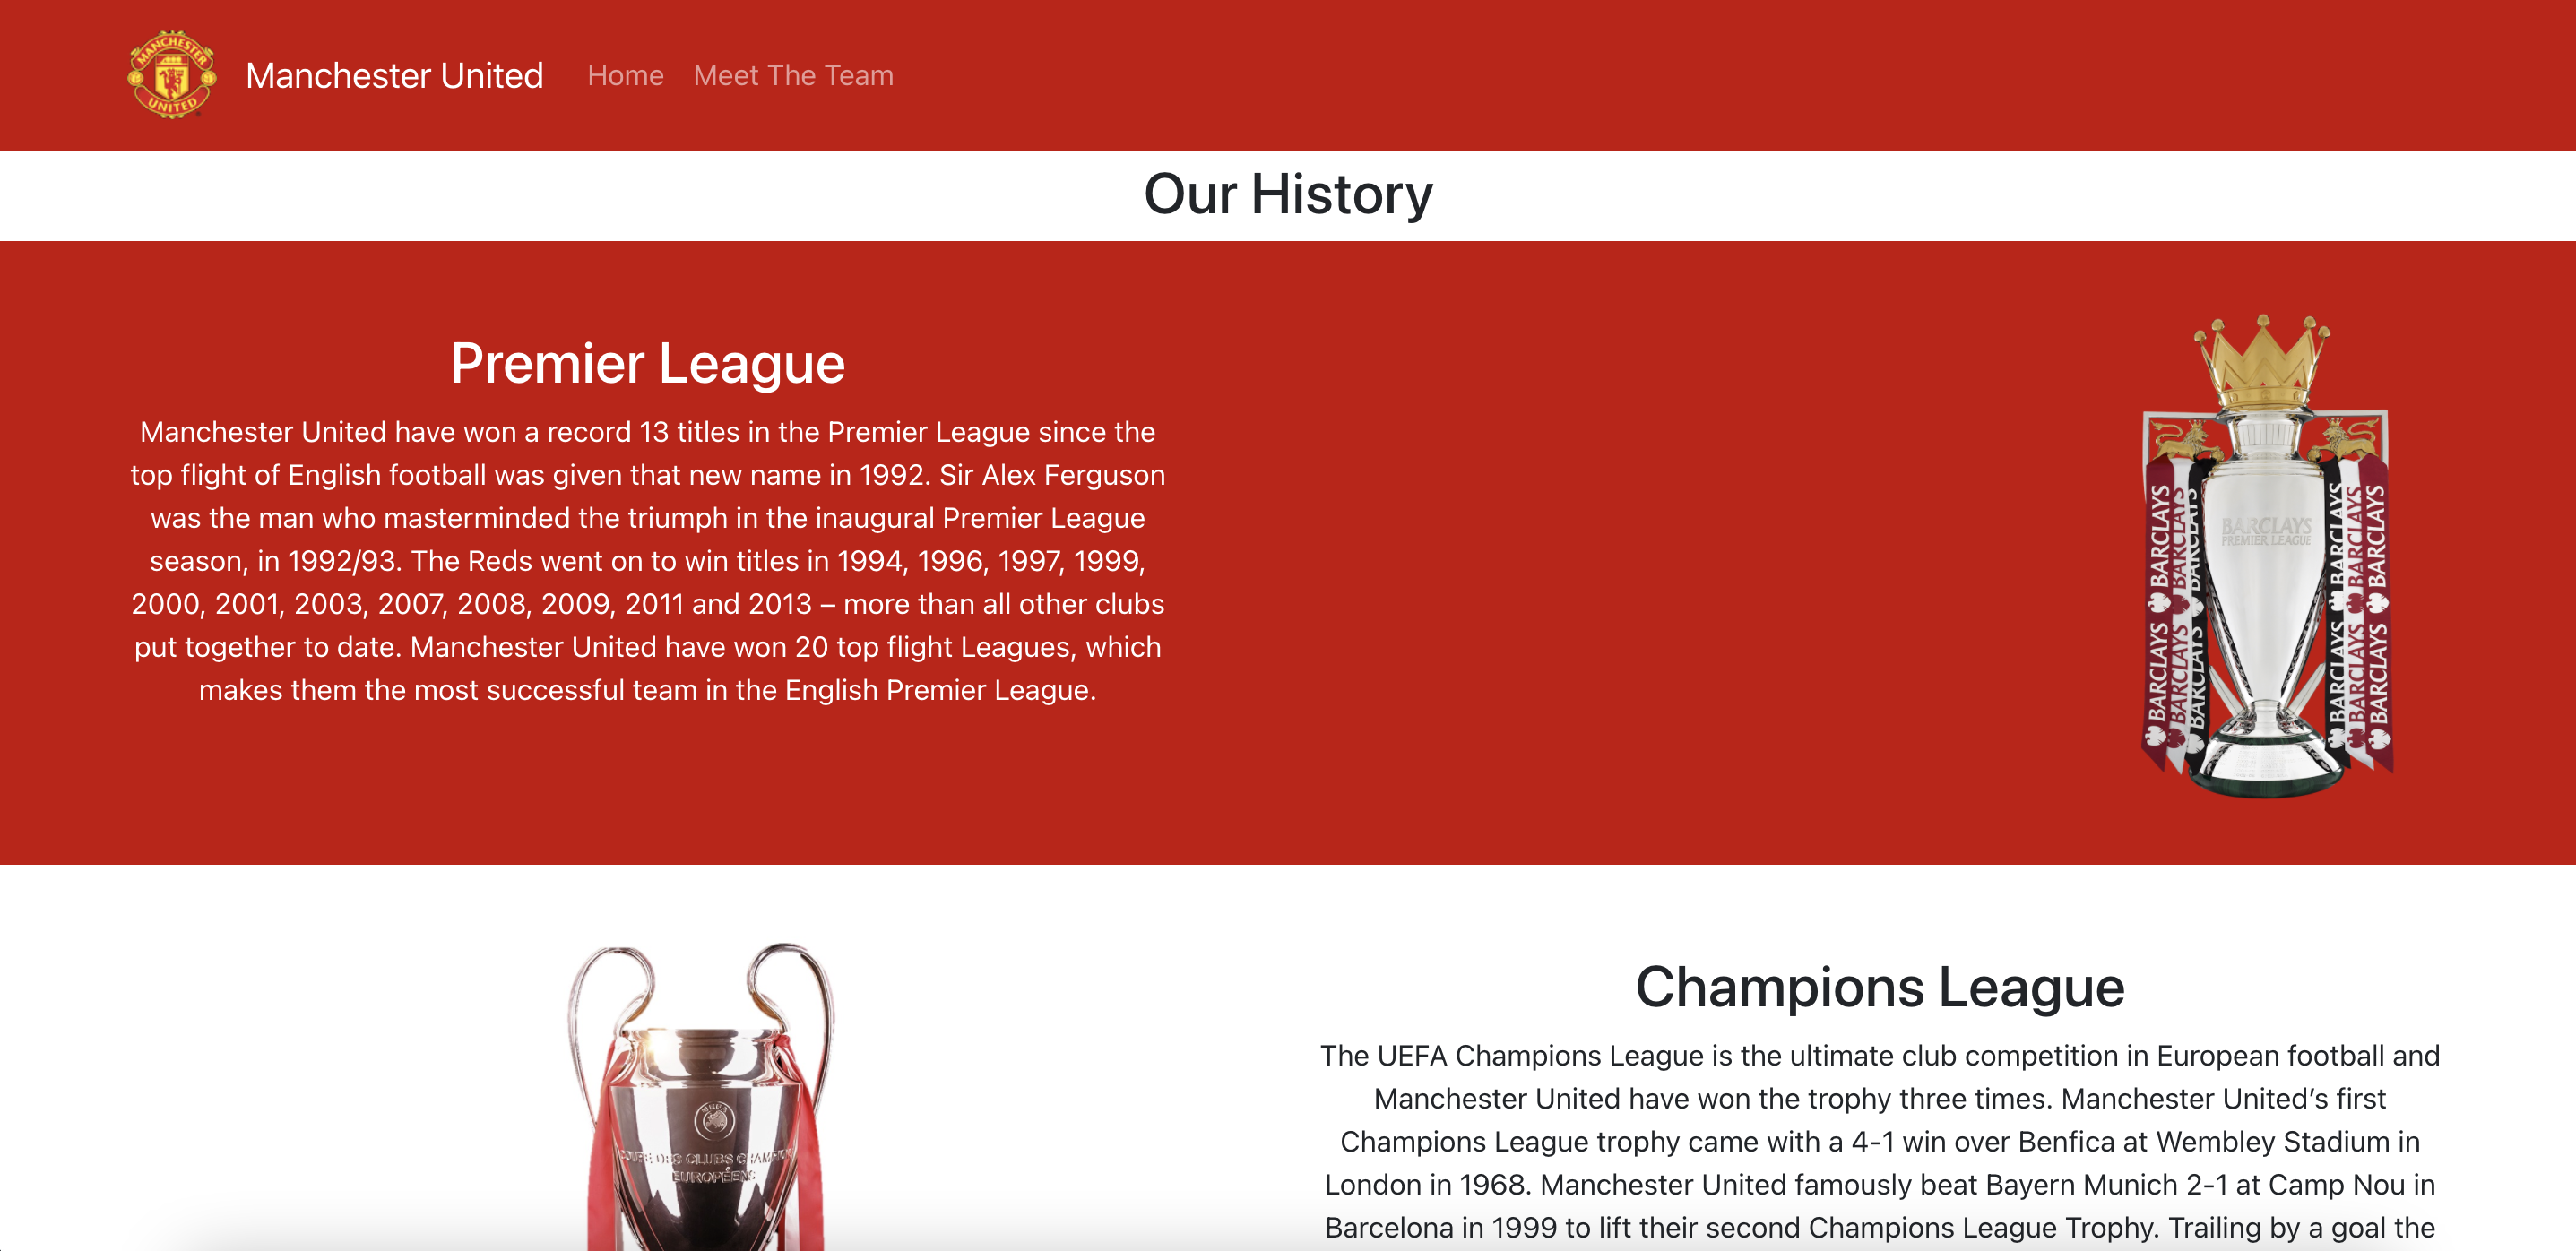 MANCHESTER
UNITED
Manchester United
Home
Meet The Team
Our History
Premier League
Manchester United have won a record 13 titles in the Premier League since the
top flight of English football was given that new name in 1992. Sir Alex Ferguson
was the man who masterminded the triumph in the inaugural Premier League
season, in 1992/93. The Reds went on to win titles in 1994, 1996, 1997, 1999,
2000, 2001, 2003, 2007, 2008, 2009, 2011 and 2013 – more than all other clubs
put together to date. Manchester United have won 20 top flight Leagues, which
makes them the most successful team in the English Premier League.
BARCLAYS
PREMIER LEAGUE
BARCLAYS BARCLAYS
BARCLAYS BARCLAYS
BARCLAYS BARCLAYS
BARCLAYS BARCLAYS
BARCLAYS BARCLAYS
BARCLAYS BARCLAYS
Champions League
The UEFA Champions League is the ultimate club competition in European football and
Manchester United have won the trophy three times. Manchester United’s first
Champions League trophy came with a 4-1 win over Benfica at Wembley Stadium in
London in 1968. Manchester United famously beat Bayern Munich 2-1 at Camp Nou in
Barcelona in 1999 to lift their second Champions League Trophy. Trailing by a goal the
UEFA
DES CLUBS
EUROPÉENS